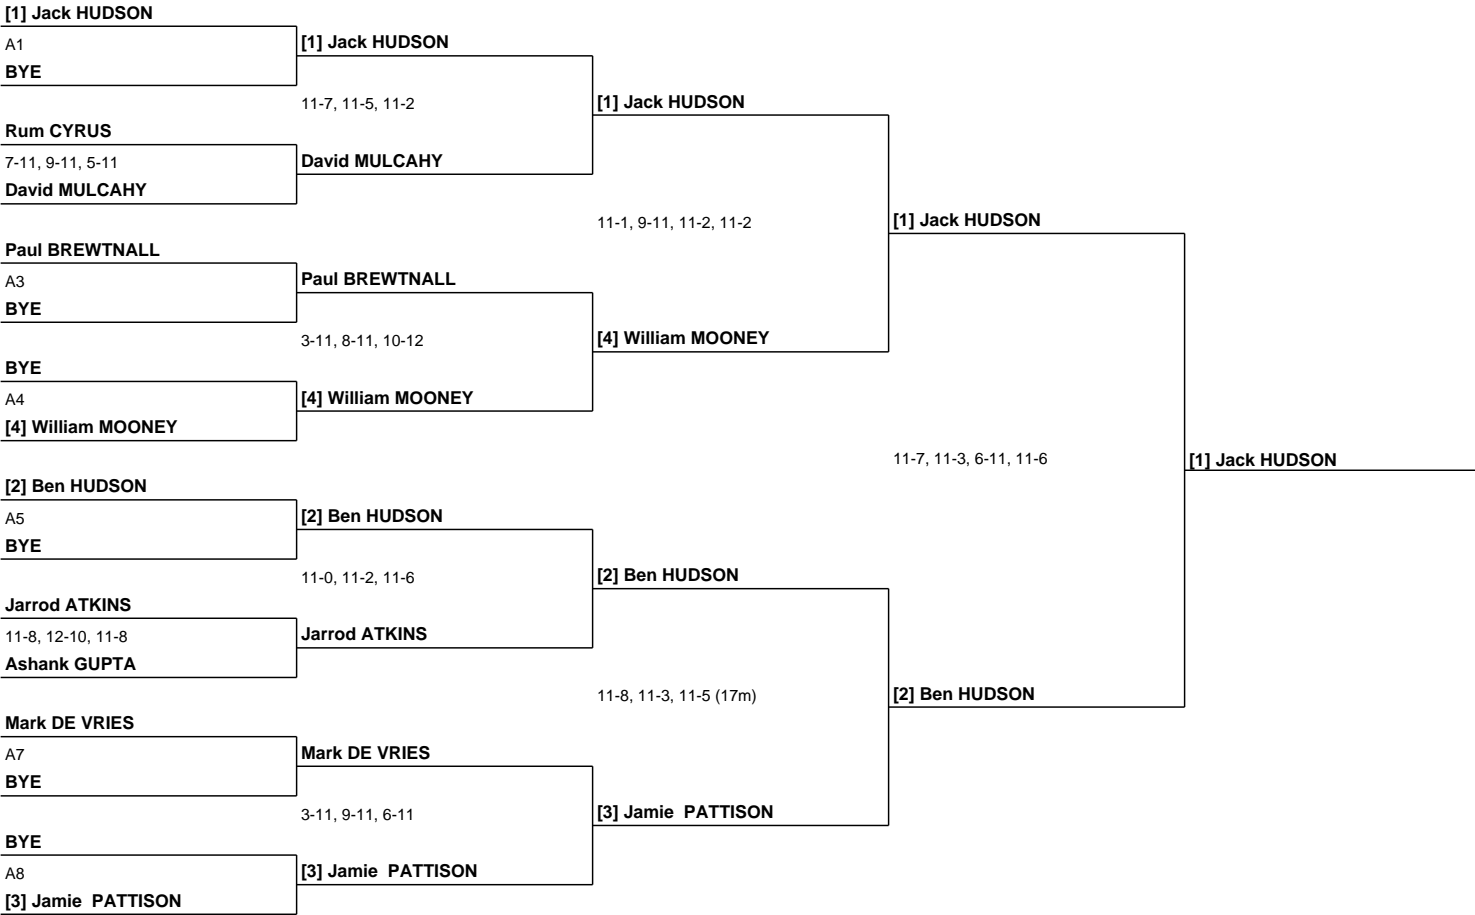 [1] Jack HUDSON
A1
BYE
[1] Jack HUDSON
11-7, 11-5, 11-2
Rum CYRUS
7-11, 9-11, 5-11
David MULCAHY
David MULCAHY
[1] Jack HUDSON
11-1, 9-11, 11-2, 11-2
Paul BREWTNALL
A3
BYE
Paul BREWTNALL
3-11, 8-11, 10-12
BYE
A4
[4] William MOONEY
[4] William MOONEY
[4] William MOONEY
[1] Jack HUDSON
11-7, 11-3, 6-11, 11-6
[1] Jack HUDSON
[2] Ben HUDSON
A5
BYE
[2] Ben HUDSON
11-0, 11-2, 11-6
Jarrod ATKINS
11-8, 12-10, 11-8
Ashank GUPTA
Jarrod ATKINS
[2] Ben HUDSON
11-8, 11-3, 11-5 (17m)
[2] Ben HUDSON
Mark DE VRIES
A7
BYE
Mark DE VRIES
3-11, 9-11, 6-11
BYE
A8
[3] Jamie  PATTISON
[3] Jamie  PATTISON
[3] Jamie  PATTISON